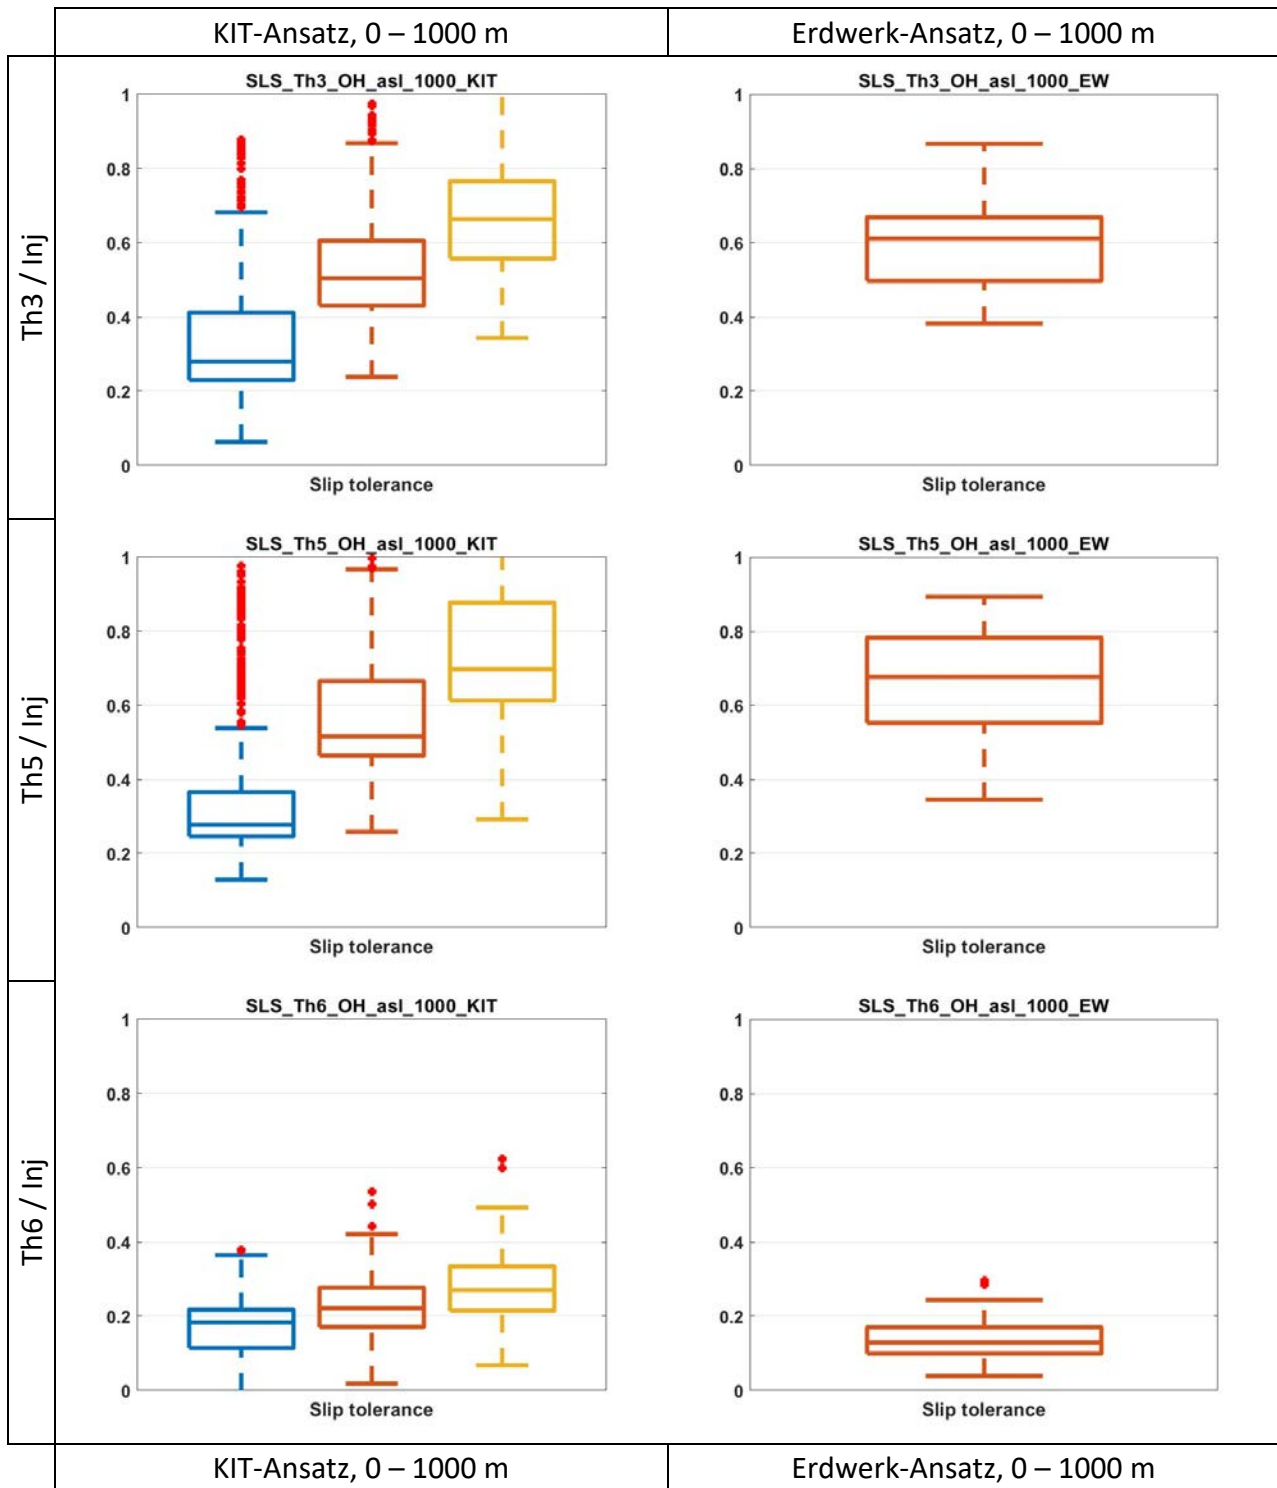 KIT-Ansatz, 0 – 1000 m
Erdwerk-Ansatz, 0 – 1000 m
Th3 / Inj
SLS_Th3_OH_asl_1000_KIT
1
0.8
0.6
0.4
0.2
0
Slip tolerance
SLS_Th3_OH_asl_1000_EW
1
0.8
0.6
0.4
0.2
0
Slip tolerance
Th5 / Inj
SLS_Th5_OH_asl_1000_KIT
1
0.8
0.6
0.4
0.2
0
Slip tolerance
SLS_Th5_OH_asl_1000_EW
1
0.8
0.6
0.4
0.2
0
Slip tolerance
Th6 / Inj
SLS_Th6_OH_asl_1000_KIT
1
0.8
0.6
0.4
0.2
0
Slip tolerance
SLS_Th6_OH_asl_1000_EW
1
0.8
0.6
0.4
0.2
0
Slip tolerance
KIT-Ansatz, 0 – 1000 m
Erdwerk-Ansatz, 0 – 1000 m